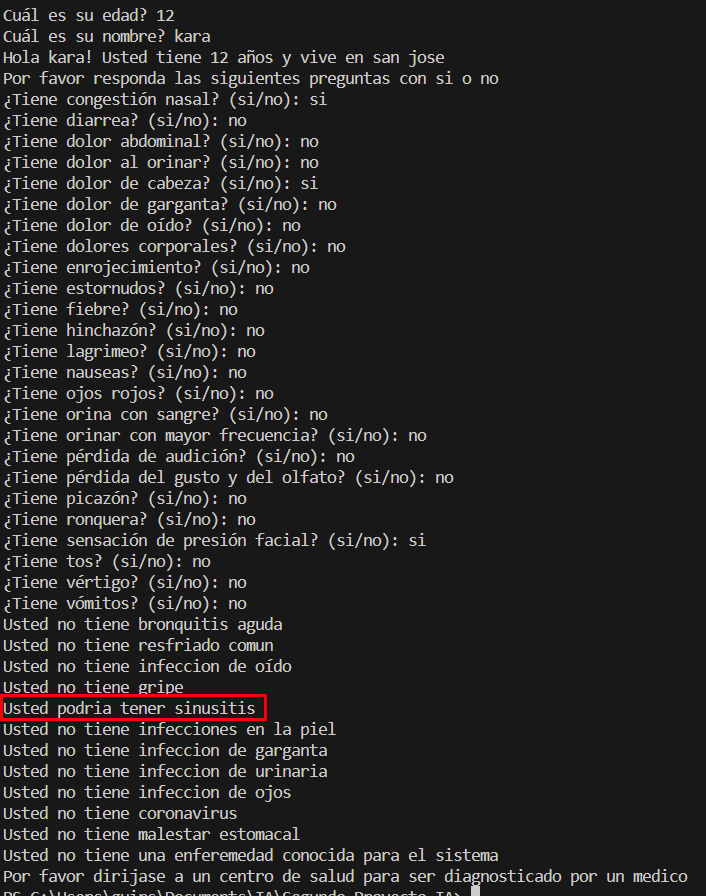 Cuál es su edad? 12
Cuál es su nombre? kara
Hola kara! Usted tiene 12 años y vive en san jose
Por favor responda las siguientes preguntas con si o no
¿Tiene congestión nasal? (si/no): si
¿Tiene diarrea? (si/no): no
¿Tiene dolor abdominal? (si/no): no
¿Tiene dolor al orinar? (si/no): no
¿Tiene dolor de cabeza? (si/no): si
¿Tiene dolor de garganta? (si/no): no
¿Tiene dolor de oído? (si/no): no
¿Tiene dolores corporales? (si/no): no
¿Tiene enrojecimiento? (si/no): no
¿Tiene estornudos? (si/no): no
¿Tiene fiebre? (si/no): no
¿Tiene hinchazón? (si/no): no
¿Tiene lagrimeo? (si/no): no
¿Tiene nauseas? (si/no): no
¿Tiene ojos rojos? (si/no): no
¿Tiene orina con sangre? (si/no): no
¿Tiene orinar con mayor frecuencia? (si/no): no
¿Tiene pérdida de audición? (si/no): no
¿Tiene pérdida del gusto y del olfato? (si/no): no
¿Tiene picazón? (si/no): no
¿Tiene ronquera? (si/no): no
¿Tiene sensación de presión facial? (si/no): si
¿Tiene tos? (si/no): no
¿Tiene vértigo? (si/no): no
¿Tiene vómitos? (si/no): no
Usted no tiene bronquitis aguda
Usted no tiene resfriado comun
Usted no tiene infeccion de oído
Usted no tiene gripe
Usted podria tener sinusitis
Usted no tiene infecciones en la piel
Usted no tiene infeccion de garganta
Usted no tiene infeccion de urinaria
Usted no tiene infeccion de ojos
Usted no tiene coronavirus
Usted no tiene malestar estomacal
Usted no tiene una enferemedad conocida para el sistema
Por favor dirijase a un centro de salud para ser diagnosticado por un medico
PS C:\Users\guins\Documents\IA\Segundo Proyecto IA>